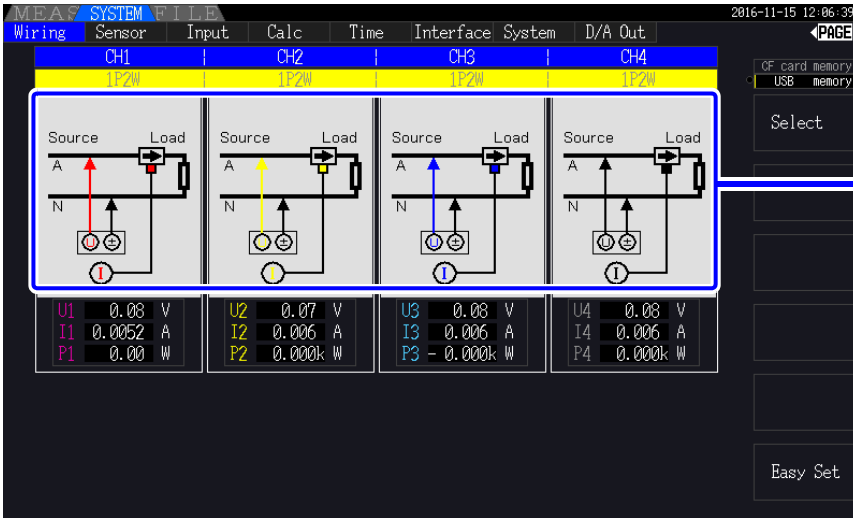 MEAS SYSTEM FILE 2016-11-15 12:06:39
Wiring Sensor Input Calc Time Interface System D/A Out PAGE
CH1 CH2 CH3 CH4
1P2W 1P2W 1P2W 1P2W
CF card memory
USB memory
Select
Source Load Source Load Source Load Source Load
A A A A
N N N N
U ± U ± U ± U ±
I I I I
U1 0.08 V U2 0.07 V U3 0.08 V U4 0.08 V
I1 0.0052 A I2 0.006 A I3 0.006 A I4 0.006 A
P1 0.00 W P2 0.000k W P3 - 0.000k W P4 0.000k W
Easy Set